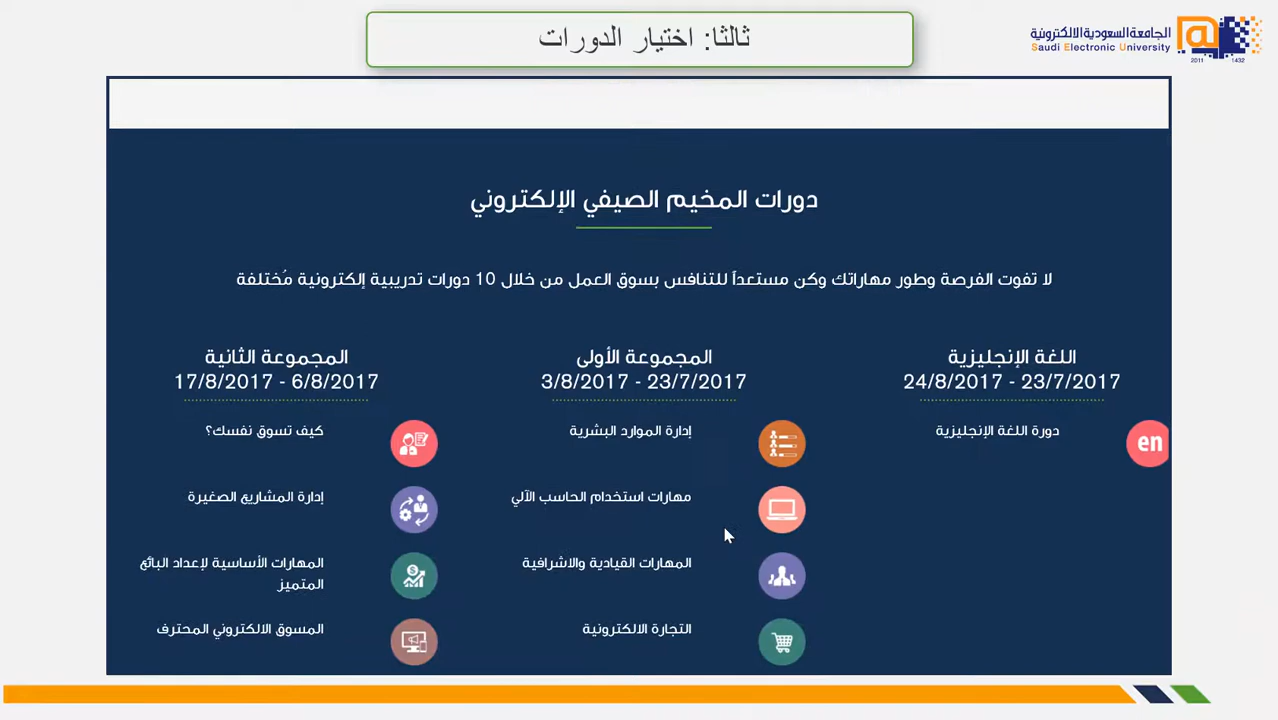 ثالثا: اختيار الدورات
الجامعة السعودية الالكترونية
Saudi Electronic University
2011 1432
دورات المخيم الصيفي الإلكتروني
لا تفوت الفرصة وطور مهاراتك وكن مستعداً للتنافس بسوق العمل من خلال 10 دورات تدريبية إلكترونية مُختلفة
اللغة الإنجليزية
24/8/2017 - 23/7/2017
en
دورة اللغة الإنجليزية
المجموعة الأولى
3/8/2017 - 23/7/2017
إدارة الموارد البشرية
مهارات استخدام الحاسب الآلي
المهارات القيادية والاشرافية
التجارة الالكترونية
المجموعة الثانية
17/8/2017 - 6/8/2017
كيف تسوق نفسك؟
إدارة المشاريع الصغيرة
المهارات الأساسية لإعداد البائع
المتميز
المسوق الالكتروني المحترف